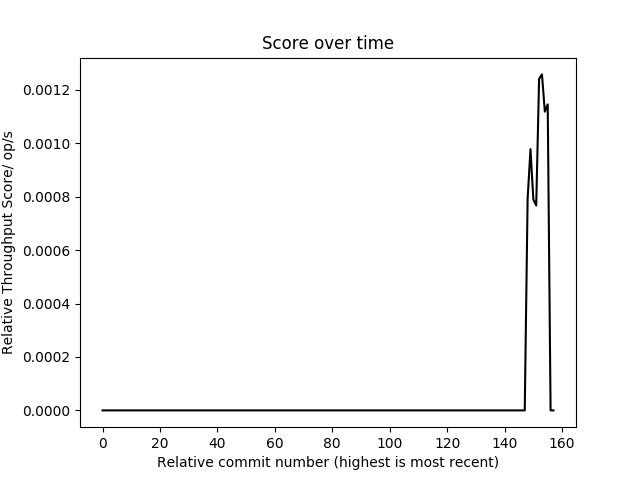 Score over time
Relative Throughput Score/ op/s
0.0012
0.0010
0.0008
0.0006
0.0004
0.0002
0.0000
0 20 40 60 80 100 120 140 160
Relative commit number (highest is most recent)